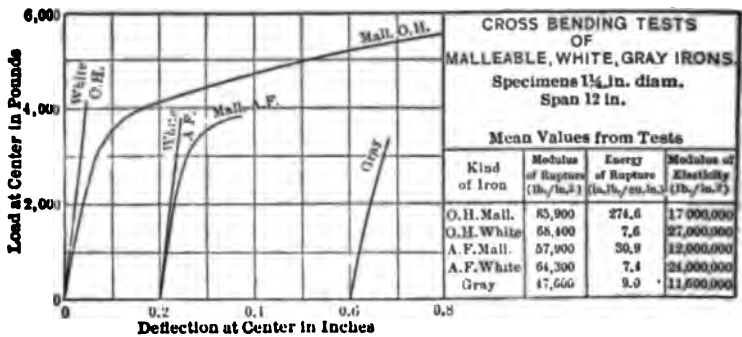 6,000
4,000
2,000
0
Load at Center in Pounds
White
O.H.
Mall. O.H.
White
A.F.
Mall. A.F.
Gray
0 0.2 0.4 0.6 0.8
Deflection at Center in Inches
CROSS BENDING TESTS
OF
MALLEABLE, WHITE, GRAY IRONS.
Specimens 1¼ in. diam.
Span 12 in.
Mean Values from Tests
Kind
of Iron
Modulus
of Rupture
(lb./in.²)
Energy
of Rupture
(in.lb./cu.in.)
Modulus of
Elasticity
(lb./in.²)
O.H. Mall. 274.6 17 000,000
O.H. White 68,400 7.6 27,000,000
A.F. Mall. 57,900 30.9 12,000,000
A.F. White 64,300 7.4 24,000,000
Gray 47,600 9.0 11,600,000